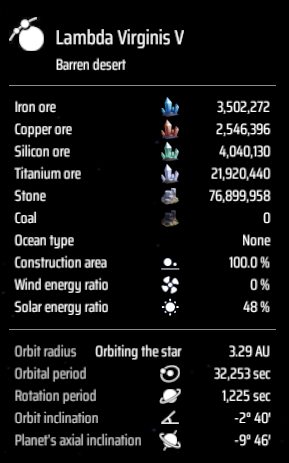 Lambda Virginis V
Barren desert
Iron ore 3,502,272
Copper ore 2,546,396
Silicon ore 4,040,130
Titanium ore 21,920,440
Stone 76,899,958
Coal 0
Ocean type None
Construction area 100.0 %
Wind energy ratio 0 %
Solar energy ratio 48 %
Orbit radius Orbiting the star 3.29 AU
Orbital period 32,253 sec
Rotation period 1,225 sec
Orbit inclination -2° 40'
Planet's axial inclination -9° 46'